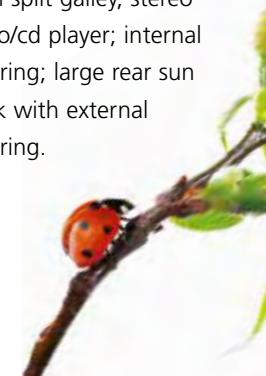 split galley, stereo
o/cd player; internal
ring; large rear sun
k with external
ring.